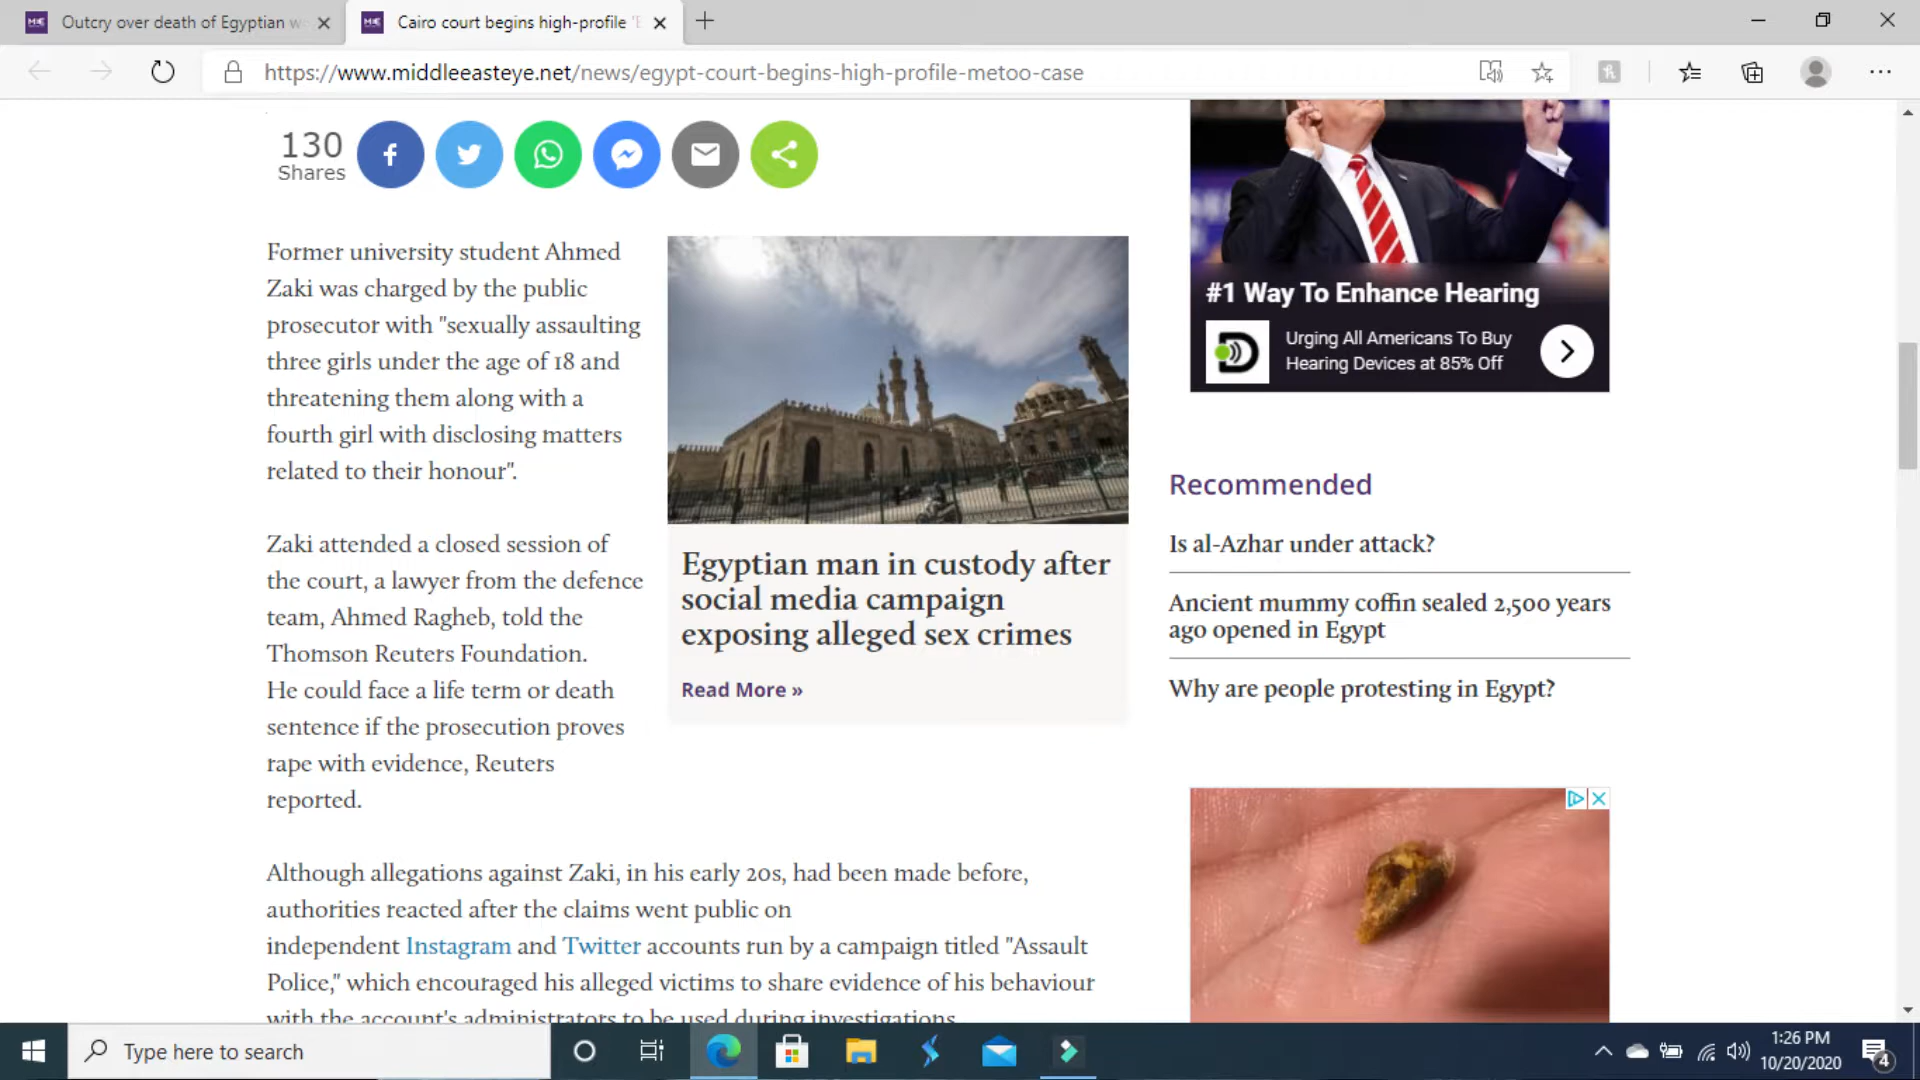 Outcry over death of Egyptian w
Cairo court begins high-profile '
https://www.middleeasteye.net/news/egypt-court-begins-high-profile-metoo-case
130
Shares
Former university student Ahmed
Zaki was charged by the public
prosecutor with "sexually assaulting
three girls under the age of 18 and
threatening them along with a
fourth girl with disclosing matters
related to their honour".
Zaki attended a closed session of
the court, a lawyer from the defence
team, Ahmed Ragheb, told the
Thomson Reuters Foundation.
He could face a life term or death
sentence if the prosecution proves
rape with evidence, Reuters
reported.
Egyptian man in custody after
social media campaign
exposing alleged sex crimes
Read More »
Although allegations against Zaki, in his early 20s, had been made before,
authorities reacted after the claims went public on
independent Instagram and Twitter accounts run by a campaign titled "Assault
Police," which encouraged his alleged victims to share evidence of his behaviour
with the account's administrators to be used during investigations
#1 Way To Enhance Hearing
Urging All Americans To Buy
Hearing Devices at 85% Off
Recommended
Is al-Azhar under attack?
Ancient mummy coffin sealed 2,500 years
ago opened in Egypt
Why are people protesting in Egypt?
Type here to search
1:26 PM
10/20/2020
4